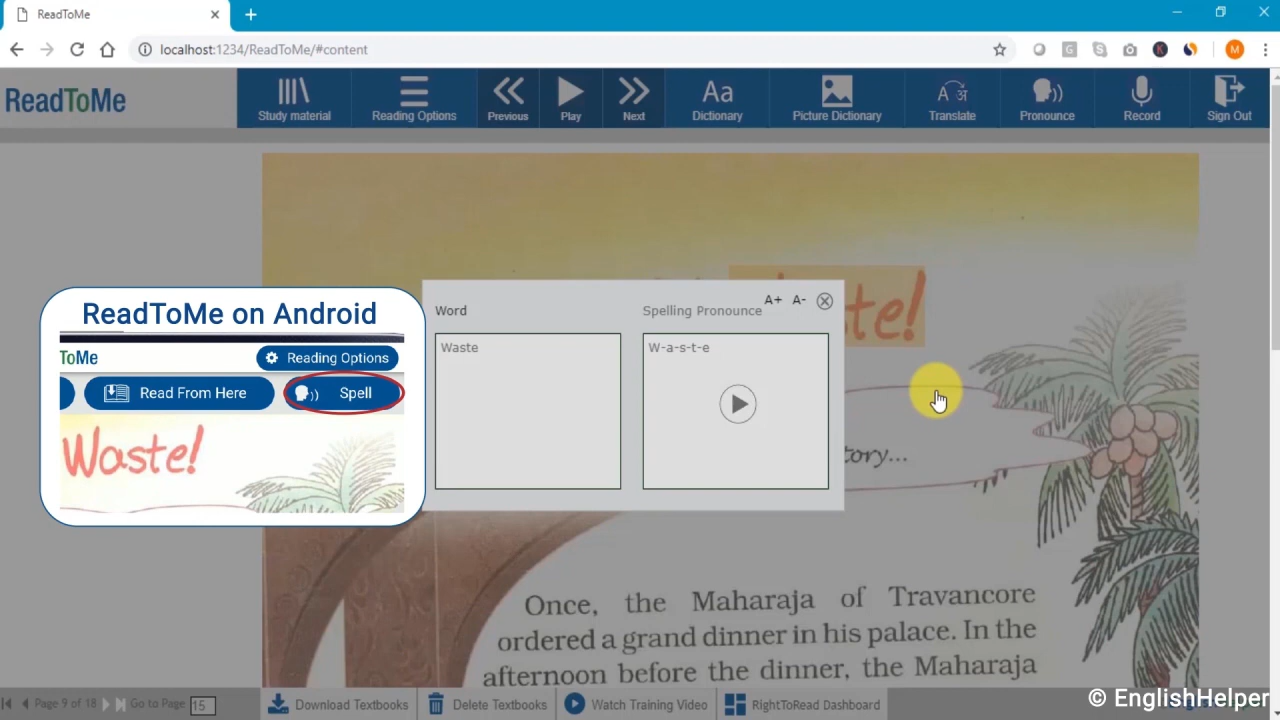 ReadToMe
localhost:1234/ReadToMe/#content
M
ReadToMe
Study material
Reading Options
Previous
Play
Next
Aa
Dictionary
Picture Dictionary
A अ
Translate
Pronounce
Record
Sign Out
ste!
Word
Spelling Pronounce
A+ A-
Waste
W-a-s-t-e
ReadToMe on Android
ToMe
Reading Options
Read From Here
Spell
Waste!
tory...
Once, the Maharaja of Travancore
ordered a grand dinner in his palace. In the
afternoon before the dinner, the Maharaja
Page 9 of 18
Go to Page 15
Download Textbooks
Delete Textbooks
Watch Training Video
RightToRead Dashboard
© EnglishHelper